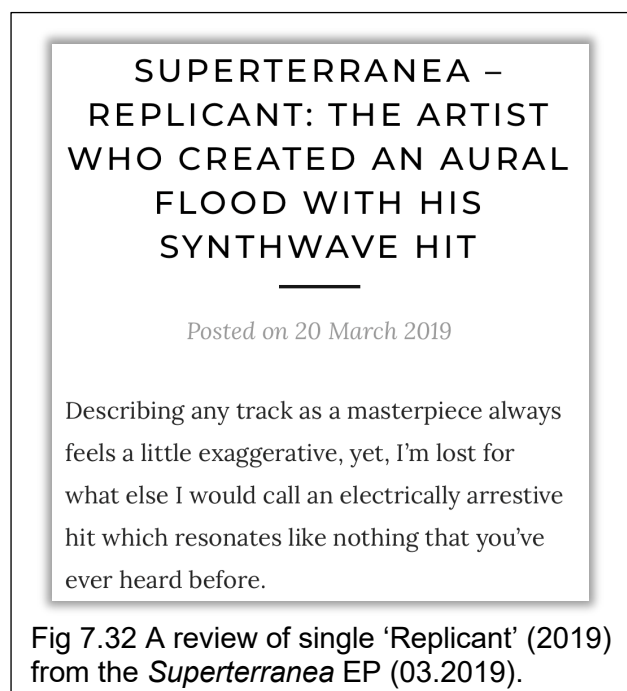 SUPERTERRANEA –
REPLICANT: THE ARTIST
WHO CREATED AN AURAL
FLOOD WITH HIS
SYNTHWAVE HIT
Posted on 20 March 2019
Describing any track as a masterpiece always
feels a little exaggerative, yet, I’m lost for
what else I would call an electrically arrestive
hit which resonates like nothing that you’ve
ever heard before.
Fig 7.32 A review of single ‘Replicant’ (2019)
from the Superterranea EP (03.2019).